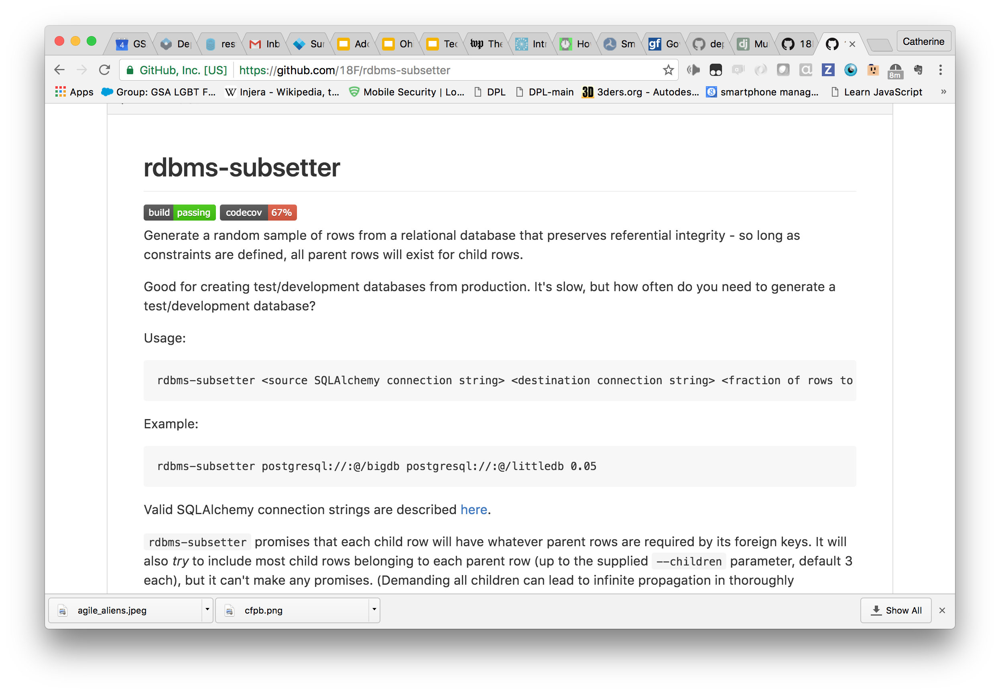 4 GS De res Inb Sur Ado Oh Tec wp The Intr Ho Sm gf Go dep dj Mu 18 Catherine
GitHub, Inc. [US] https://github.com/18F/rdbms-subsetter a Z 8m
Apps Group: GSA LGBT F... W Injera - Wikipedia, t... Mobile Security | Lo... DPL DPL-main 3D 3ders.org - Autodes... 8 smartphone manag... Learn JavaScript »
rdbms-subsetter
build passing codecov 67%
Generate a random sample of rows from a relational database that preserves referential integrity - so long as
constraints are defined, all parent rows will exist for child rows.
Good for creating test/development databases from production. It's slow, but how often do you need to generate a
test/development database?
Usage:
rdbms-subsetter <source SQLAlchemy connection string> <destination connection string> <fraction of rows to
Example:
rdbms-subsetter postgresql://:@/bigdb postgresql://:@/littledb 0.05
Valid SQLAlchemy connection strings are described here.
rdbms-subsetter promises that each child row will have whatever parent rows are required by its foreign keys. It will
also try to include most child rows belonging to each parent row (up to the supplied --children parameter, default 3
each), but it can't make any promises. (Demanding all children can lead to infinite propagation in thoroughly
agile_aliens.jpeg cfpb.png Show All